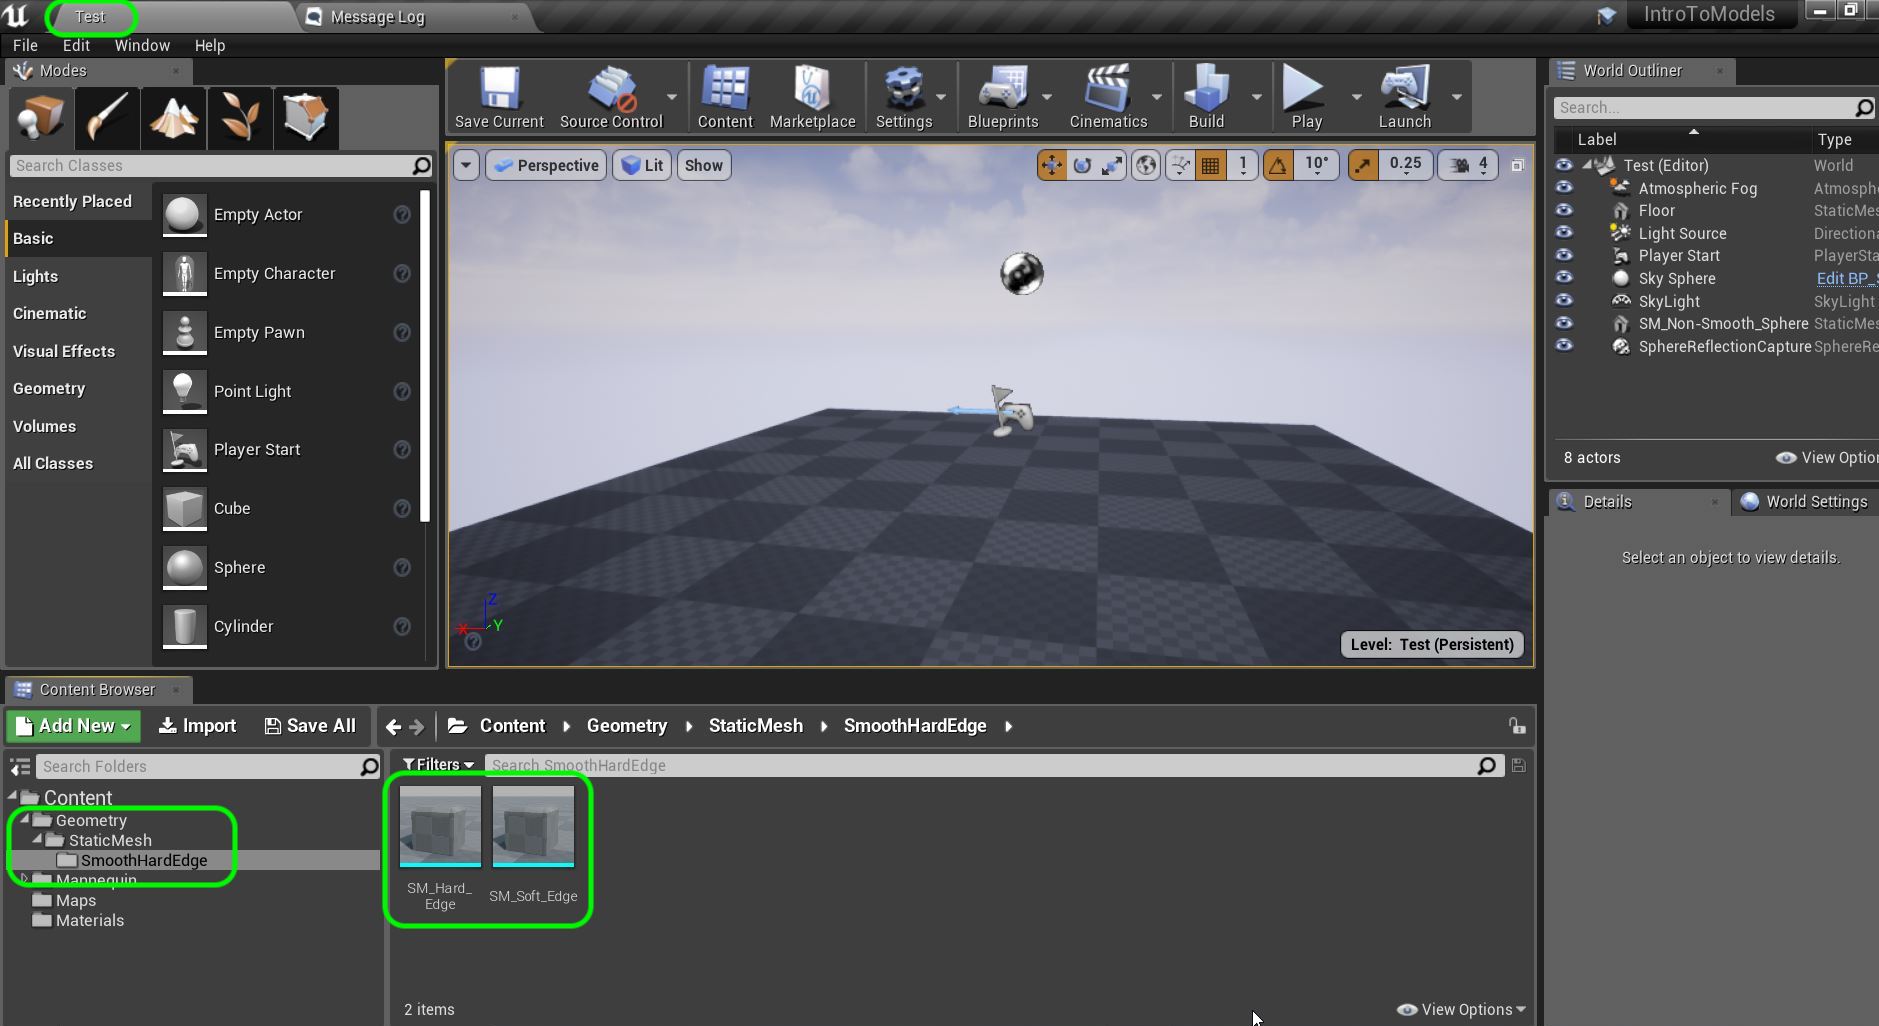 Test
Message Log
IntroToModels
File Edit Window Help
Modes
Search Classes
Recently Placed
Basic
Lights
Cinematic
Visual Effects
Geometry
Volumes
All Classes
Empty Actor
Empty Character
Empty Pawn
Point Light
Player Start
Cube
Sphere
Cylinder
Save Current Source Control Content Marketplace Settings Blueprints Cinematics Build Play Launch
Perspective Lit Show 1 10° 0.25 4
X Y Z
Level: Test (Persistent)
World Outliner
Search...
Label Type
Test (Editor) World
Atmospheric Fog Atmosphe
Floor StaticMes
Light Source Directiona
Player Start PlayerSta
Sky Sphere Edit BP_S
SkyLight SkyLight
SM_Non-Smooth_Sphere StaticMes
SphereReflectionCapture SphereRe
8 actors View Option
Details World Settings
Select an object to view details.
Content Browser
Add New Import Save All Content Geometry StaticMesh SmoothHardEdge
Search Folders
Filters Search SmoothHardEdge
Content
Geometry
StaticMesh
SmoothHardEdge
Mannequin
Maps
Materials
SM_Hard_
Edge
SM_Soft_Edge
2 items View Options